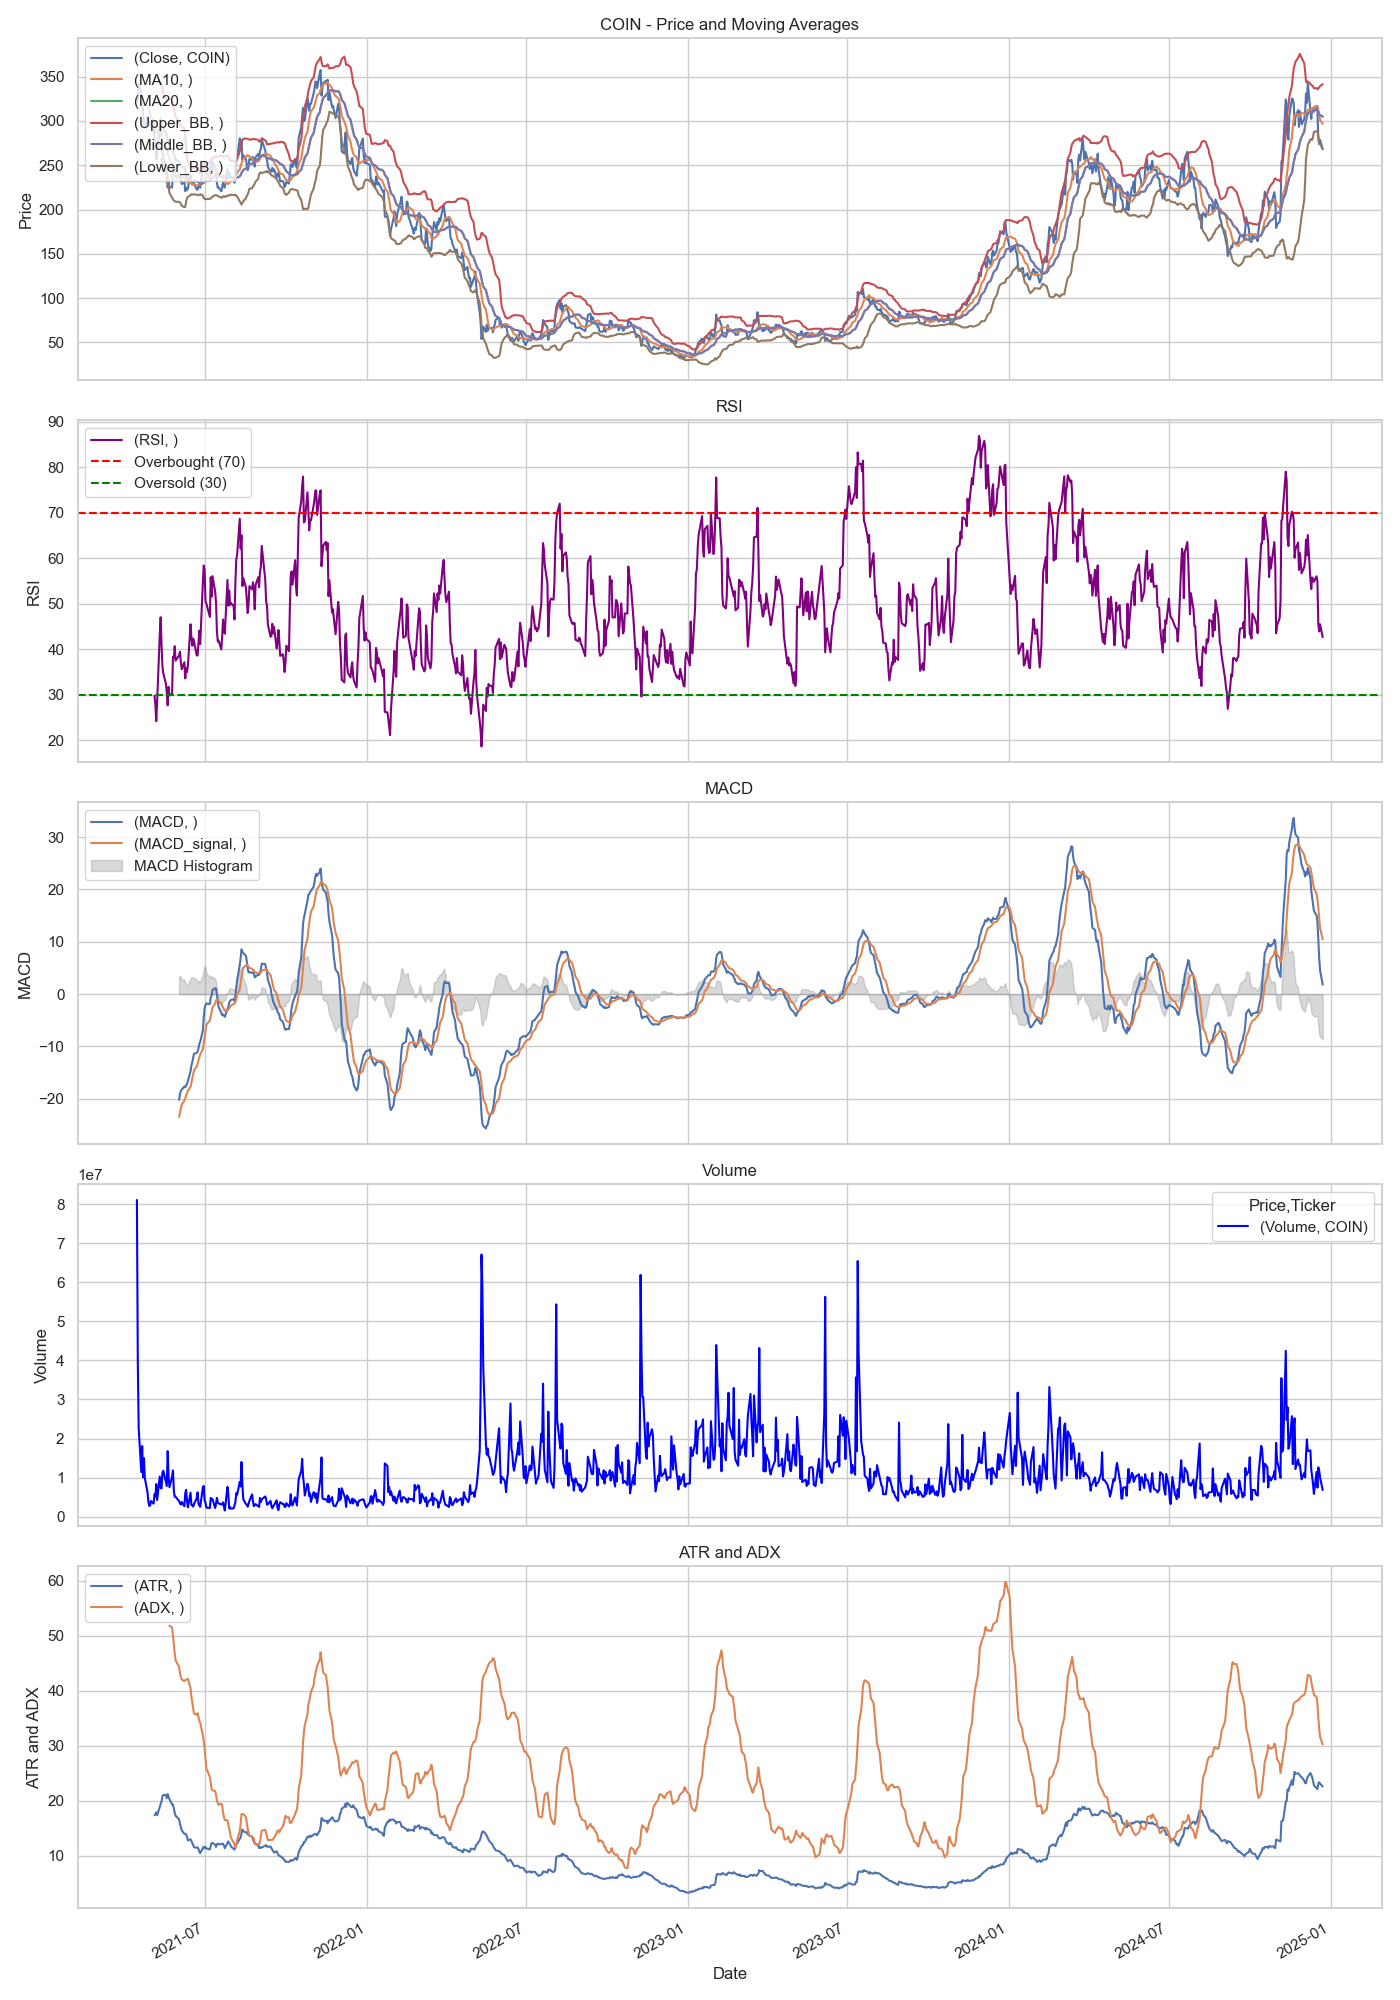 COIN - Price and Moving Averages
(Close, COIN)
(MA10, )
(MA20, )
(Upper_BB, )
(Middle_BB, )
(Lower_BB, )
350
300
250
200
150
100
50
Price
RSI
(RSI, )
Overbought (70)
Oversold (30)
90
80
70
60
50
40
30
20
RSI
MACD
(MACD, )
(MACD_signal, )
MACD Histogram
30
20
10
0
−10
−20
MACD
1e7
Volume
Price,Ticker
(Volume, COIN)
8
7
6
5
4
3
2
1
0
Volume
ATR and ADX
(ATR, )
(ADX, )
60
50
40
30
20
10
ATR and ADX
2021-07
2022-01
2022-07
2023-01
2023-07
2024-01
2024-07
2025-01
Date